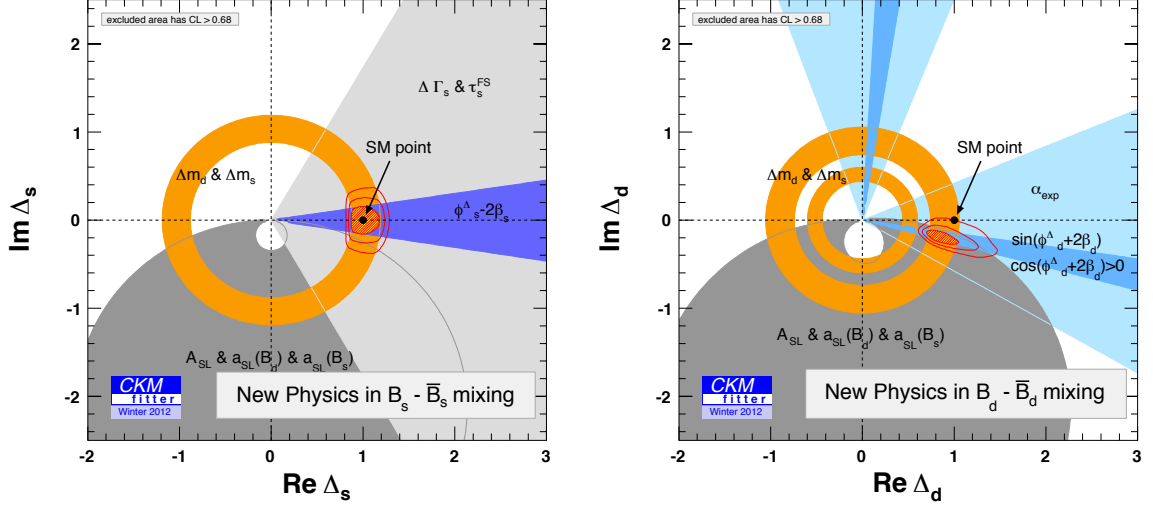 excluded area has CL > 0.68
2
1
0
-1
-2
Im Δs
Δ Γs & τsFS
SM point
Δmd & Δms
ϕΔs-2βs
ASL & aSL(Bd) & aSL(Bs)
CKM
fitter
Winter 2012
New Physics in Bs - B̅s mixing
-2 -1 0 1 2 3
Re Δs
excluded area has CL > 0.68
2
1
0
-1
-2
Im Δd
SM point
Δmd & Δms
αexp
sin(ϕΔd+2βd)
cos(ϕΔd+2βd)>0
ASL & aSL(Bd) & aSL(Bs)
CKM
fitter
Winter 2012
New Physics in Bd - B̅d mixing
-2 -1 0 1 2 3
Re Δd